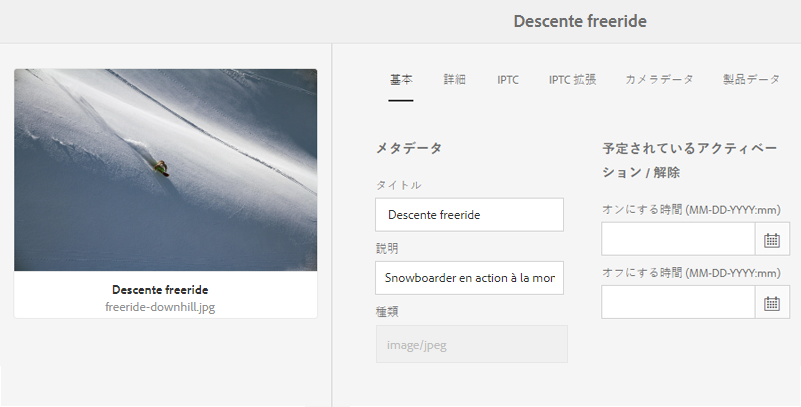 Descente freeride
基本 詳細 IPTC IPTC 拡張 カメラデータ 製品データ
Descente freeride
freeride-downhill.jpg
メタデータ
タイトル
Descente freeride
説明
Snowboarder en action à la mor
種類
image/jpeg
予定されているアクティベー
ション / 解除
オンにする時間 (MM-DD-YYYY:mm)
オフにする時間 (MM-DD-YYYY:mm)